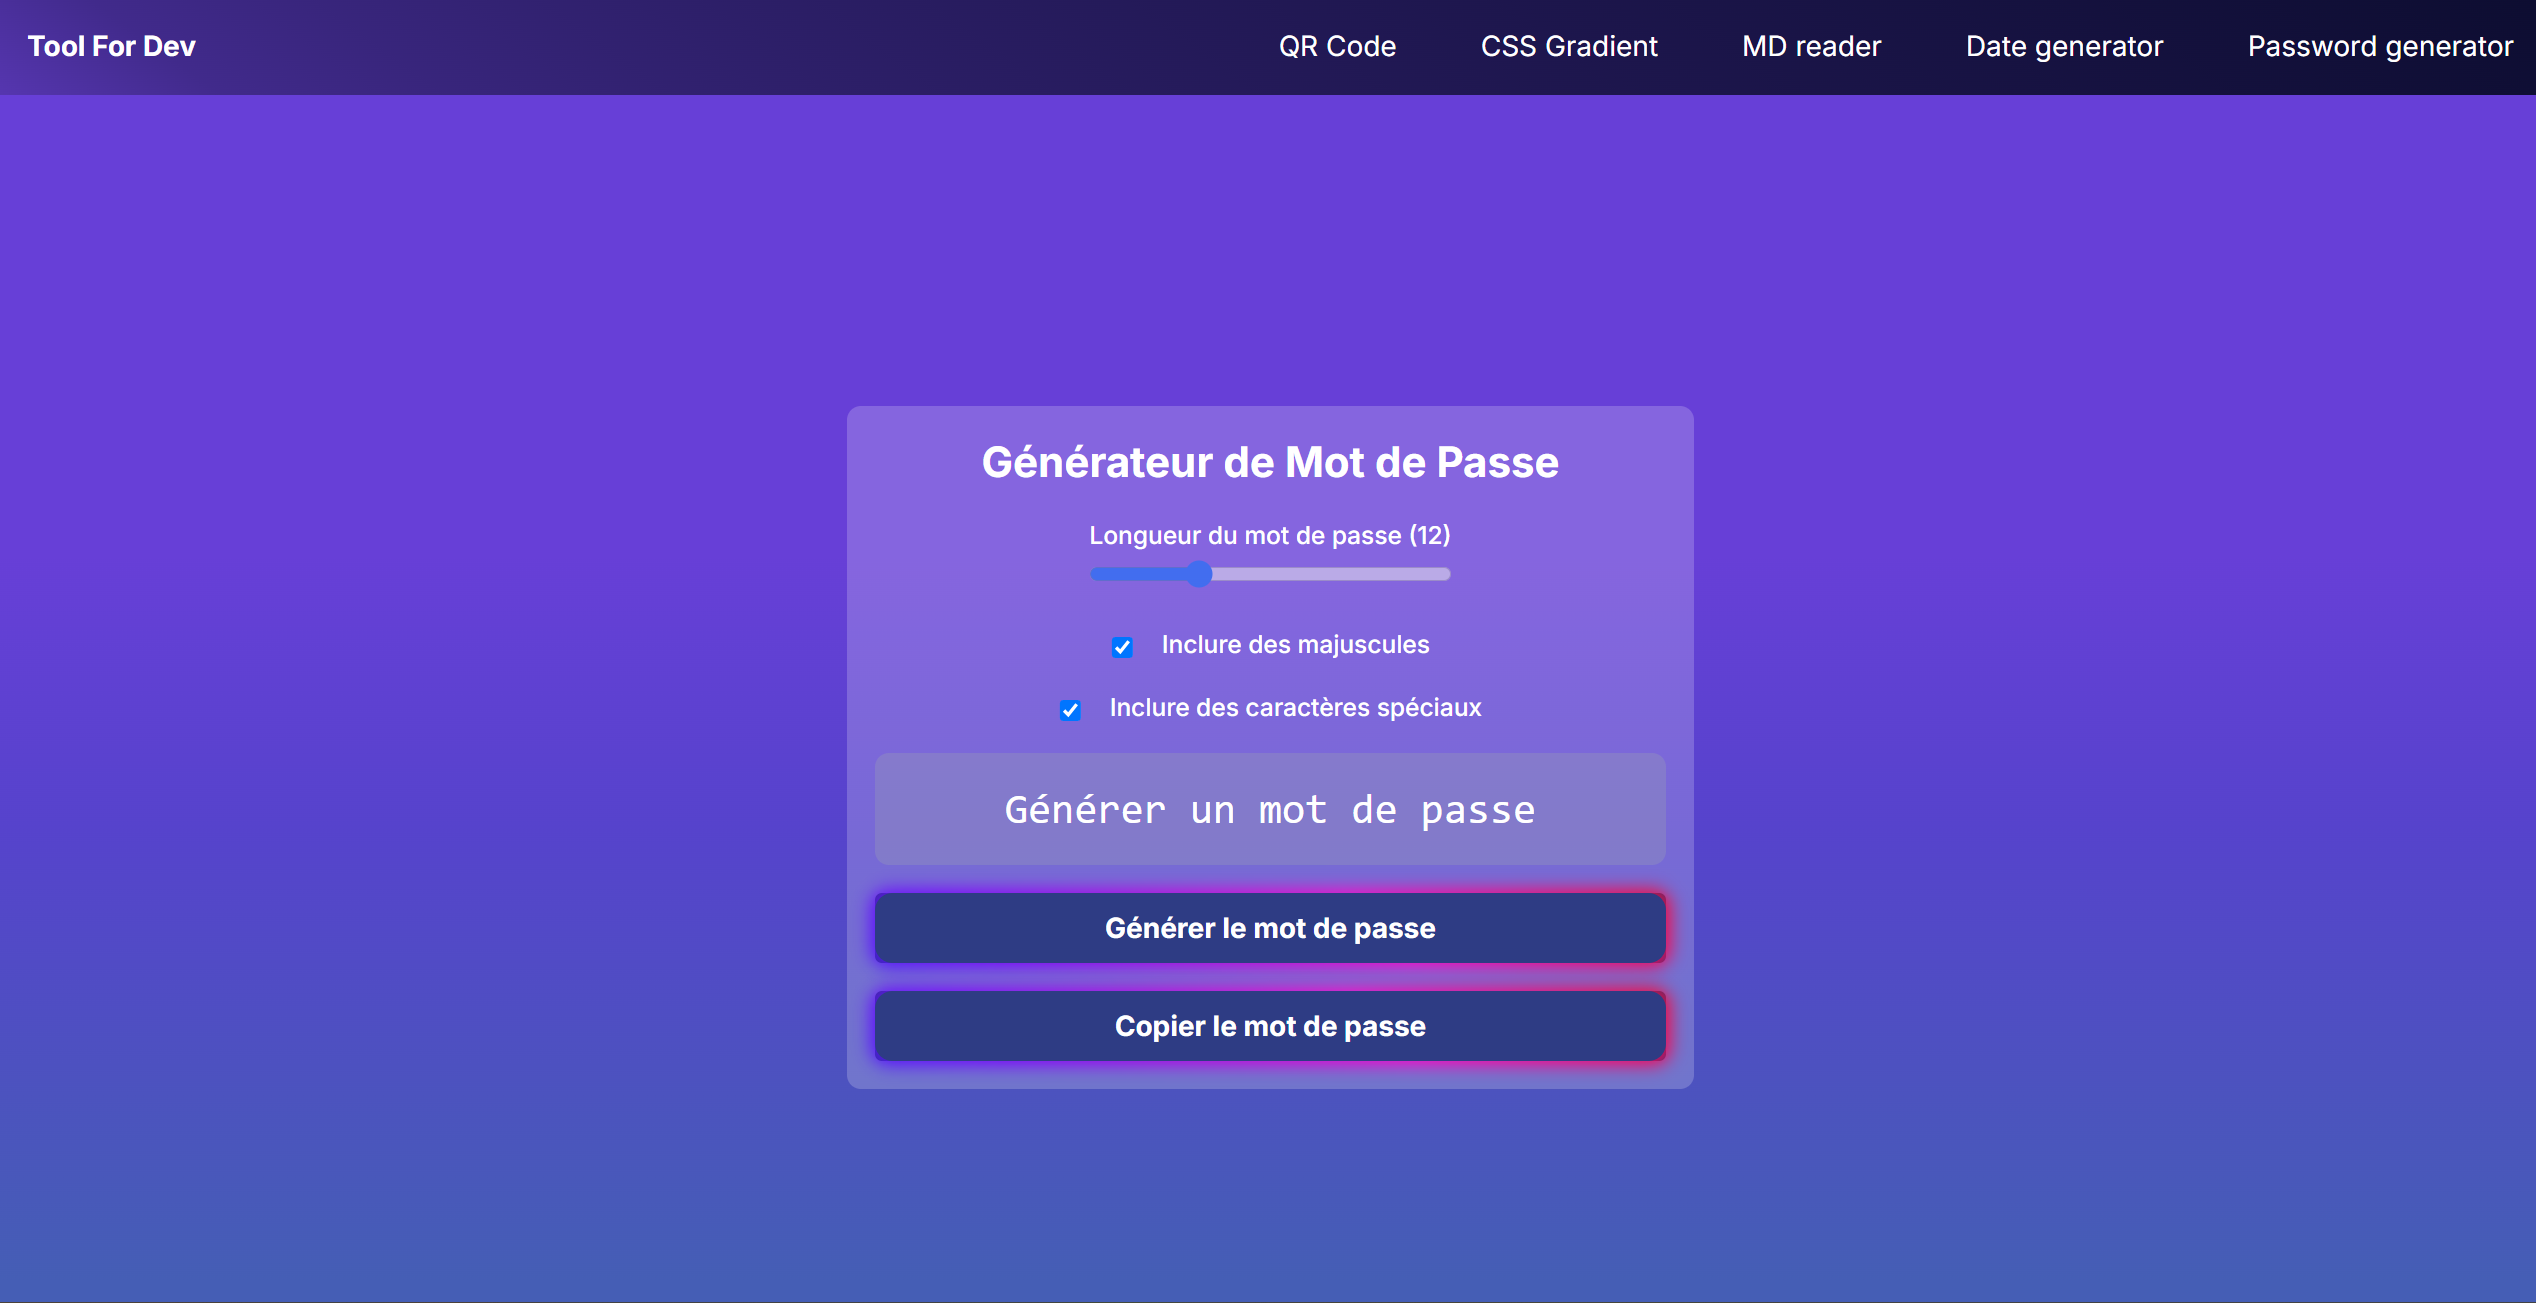 Tool For Dev
QR Code
CSS Gradient
MD reader
Date generator
Password generator
Générateur de Mot de Passe
Longueur du mot de passe (12)
Inclure des majuscules
Inclure des caractères spéciaux
Générer un mot de passe
Générer le mot de passe
Copier le mot de passe